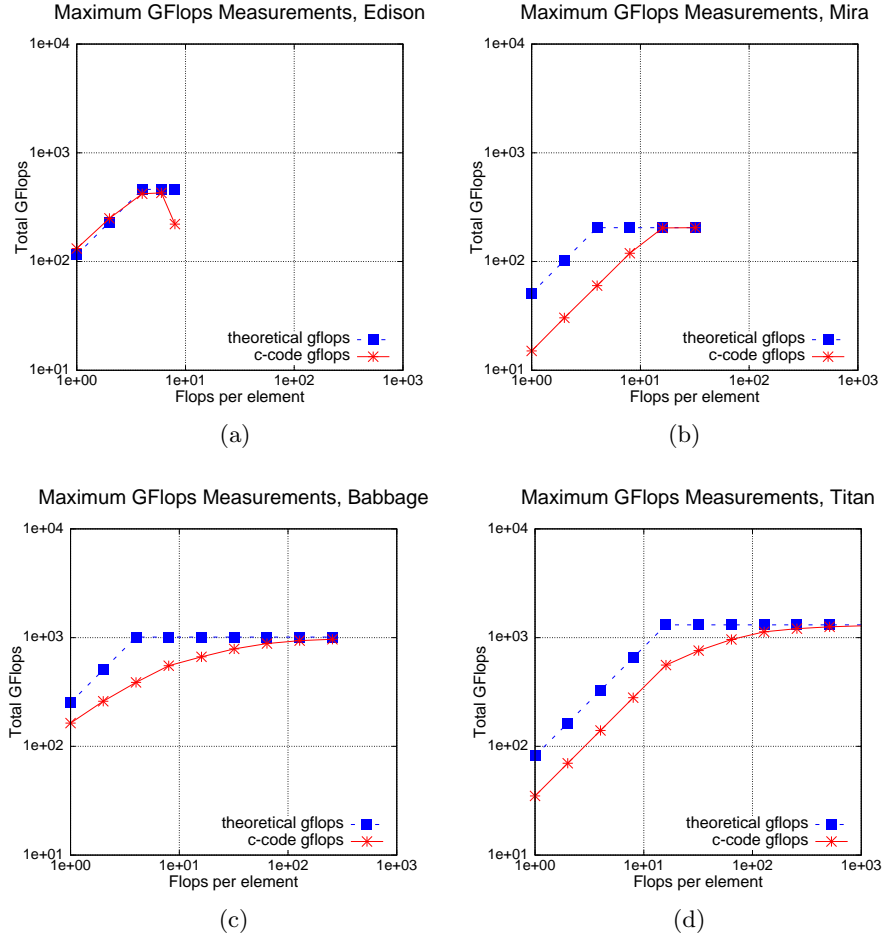 Maximum GFlops Measurements, Edison
1e+04
1e+03
1e+02
1e+01
Total GFlops
theoretical gflops
c-code gflops
1e+00
1e+01
1e+02
1e+03
Flops per element
(a)
Maximum GFlops Measurements, Mira
1e+04
1e+03
1e+02
1e+01
Total GFlops
theoretical gflops
c-code gflops
1e+00
1e+01
1e+02
1e+03
Flops per element
(b)
Maximum GFlops Measurements, Babbage
1e+04
1e+03
1e+02
1e+01
Total GFlops
theoretical gflops
c-code gflops
1e+00
1e+01
1e+02
1e+03
Flops per element
(c)
Maximum GFlops Measurements, Titan
1e+04
1e+03
1e+02
1e+01
Total GFlops
theoretical gflops
c-code gflops
1e+00
1e+01
1e+02
1e+03
Flops per element
(d)